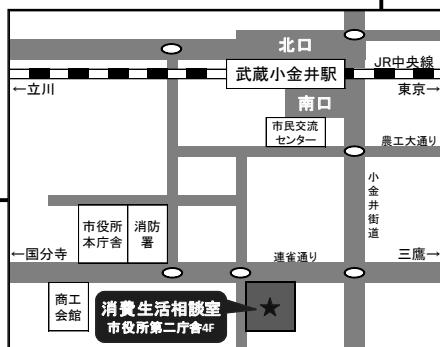 北口
JR中央線
武蔵小金井駅
←立川
東京→
南口
市民交流
センター
農工大通り
小金井街道
市役所
本庁舎
消防
署
←国分寺
連雀通り
三鷹→
商工
会館
消費生活相談室
市役所第二庁舎4F
★